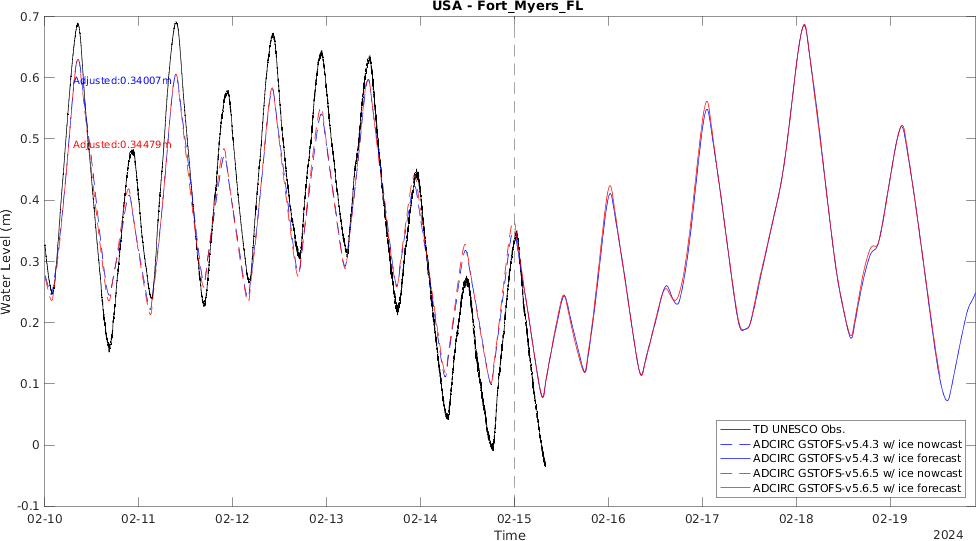 USA - Fort_Myers_FL
0.7
0.6
0.5
0.4
0.3
0.2
0.1
0
-0.1
Water Level (m)
Adjusted:0.34007m
Adjusted:0.34479m
TD UNESCO Obs.
ADCIRC GSTOFS-v5.4.3 w/ ice nowcast
ADCIRC GSTOFS-v5.4.3 w/ ice forecast
ADCIRC GSTOFS-v5.6.5 w/ ice nowcast
ADCIRC GSTOFS-v5.6.5 w/ ice forecast
02-10 02-11 02-12 02-13 02-14 02-15 02-16 02-17 02-18 02-19
Time
2024